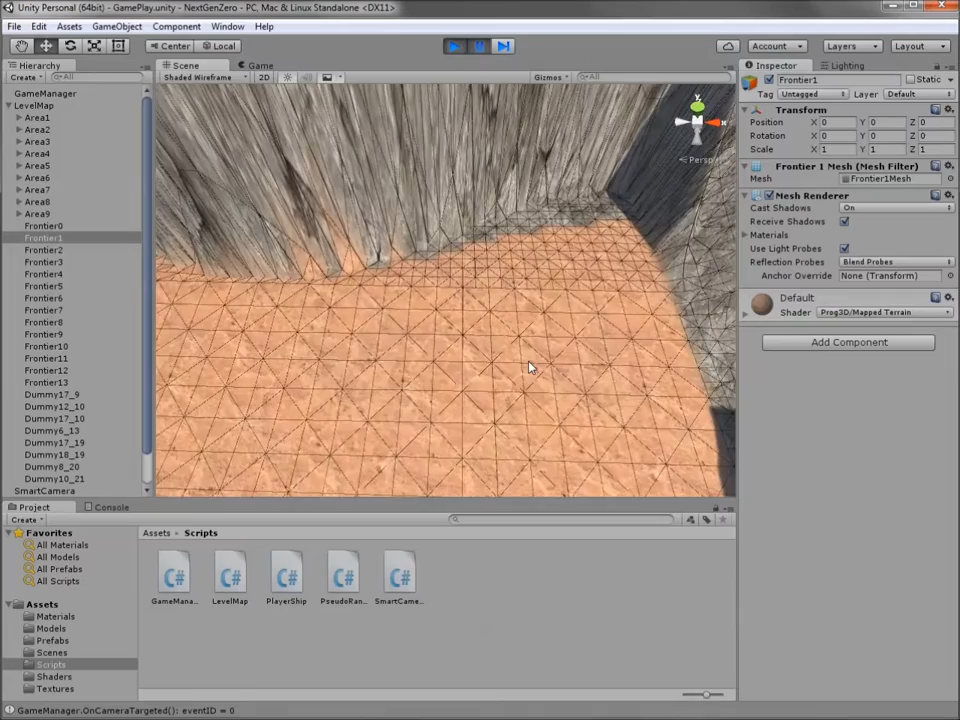 Unity Personal (64bit) - GamePlay.unity - NextGenZero - PC, Mac & Linux Standalone <DX11>
File Edit Assets GameObject Component Window Help
Center Local Account Layers Layout
Hierarchy
Create All
GameManager
LevelMap
Area1
Area2
Area3
Area4
Area5
Area6
Area7
Area8
Area9
Frontier0
Frontier1
Frontier2
Frontier3
Frontier4
Frontier5
Frontier6
Frontier7
Frontier8
Frontier9
Frontier10
Frontier11
Frontier12
Frontier13
Dummy17_9
Dummy12_10
Dummy17_10
Dummy6_13
Dummy17_19
Dummy18_19
Dummy8_20
Dummy10_21
SmartCamera
Scene Game
Shaded Wireframe 2D Gizmos All
y
x
Persp
Inspector Lighting
Frontier1 Static
Tag Untagged Layer Default
Transform
Position X 0 Y 0 Z 0
Rotation X 0 Y 0 Z 0
Scale X 1 Y 1 Z 1
Frontier 1 Mesh (Mesh Filter)
Mesh Frontier1Mesh
Mesh Renderer
Cast Shadows On
Receive Shadows
Materials
Use Light Probes
Reflection Probes Blend Probes
Anchor Override None (Transform)
Default
Shader Prog3D/Mapped Terrain
Add Component
Project Console
Create
Favorites
All Materials
All Models
All Prefabs
All Scripts
Assets
Materials
Models
Prefabs
Scenes
Scripts
Shaders
Textures
Assets Scripts
C# C# C# C# C#
GameMana... LevelMap PlayerShip PseudoRan... SmartCame...
GameManager.OnCameraTargeted(): eventID = 0